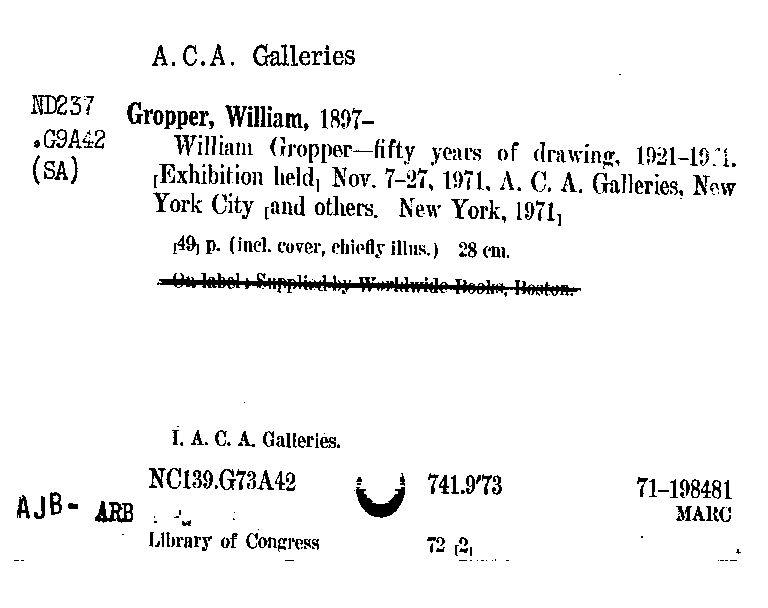 A.C.A. Galleries
ND237
.G9A42
(SA)
Gropper, William, 1897–
William Gropper—fifty years of drawing, 1921–1971.
[Exhibition held] Nov. 7–27, 1971, A. C. A. Galleries, New
York City [and others. New York, 1971]
[49] p. (incl. cover, chiefly illus.) 28 cm.
On label: Supplied by Worldwide Books, Boston.
I. A. C. A. Galleries.
NC139.G73A42 741.9'73 71–198481
MARC
AJB- ARB
Library of Congress 72 [2]